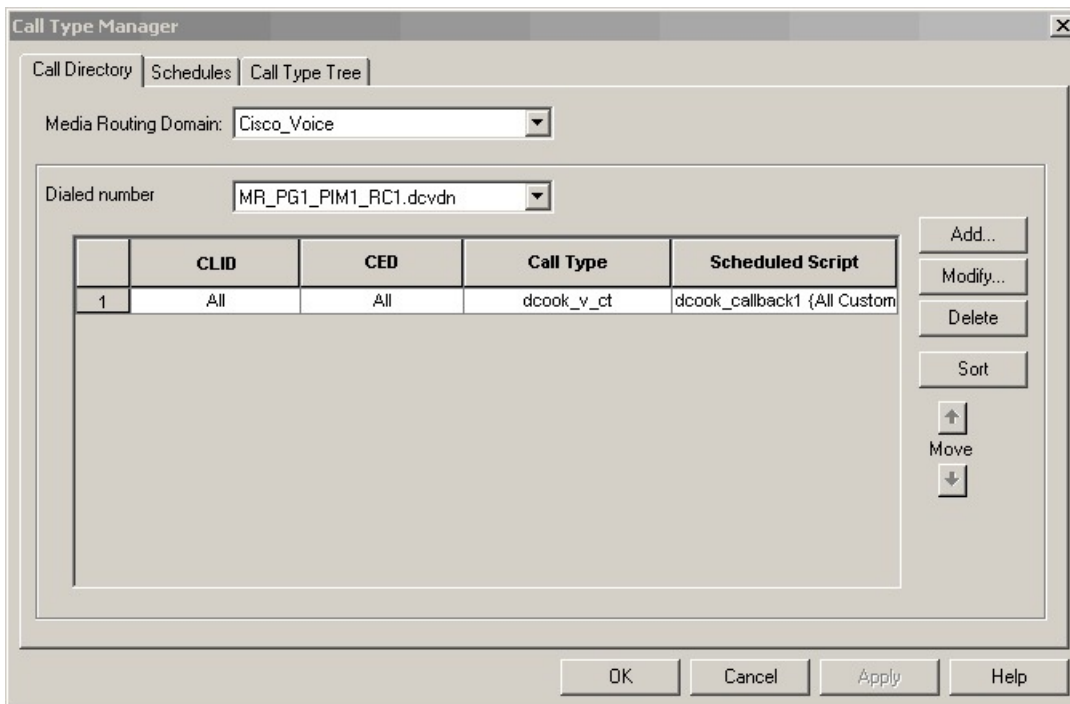 Call Type Manager
Call Directory Schedules Call Type Tree
Media Routing Domain: Cisco_Voice
Dialed number MR_PG1_PIM1_RC1.dcvdn
CLID CED Call Type Scheduled Script
1 All All dcook_v_ct dcook_callback1 {All Custom
Add...
Modify...
Delete
Sort
Move
OK Cancel Apply Help